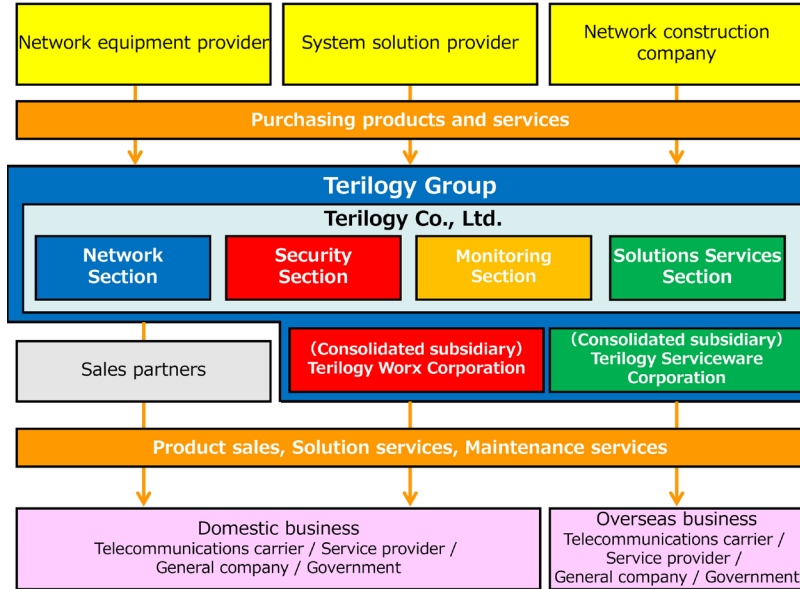 Network equipment provider
System solution provider
Network construction
company
Purchasing products and services
Terilogy Group
Terilogy Co., Ltd.
Network
Section
Security
Section
Monitoring
Section
Solutions Services
Section
Sales partners
(Consolidated subsidiary)
Terilogy Worx Corporation
(Consolidated subsidiary)
Terilogy Serviceware
Corporation
Product sales, Solution services, Maintenance services
Domestic business
Telecommunications carrier / Service provider /
General company / Government
Overseas business
Telecommunications carrier /
Service provider /
General company / Government